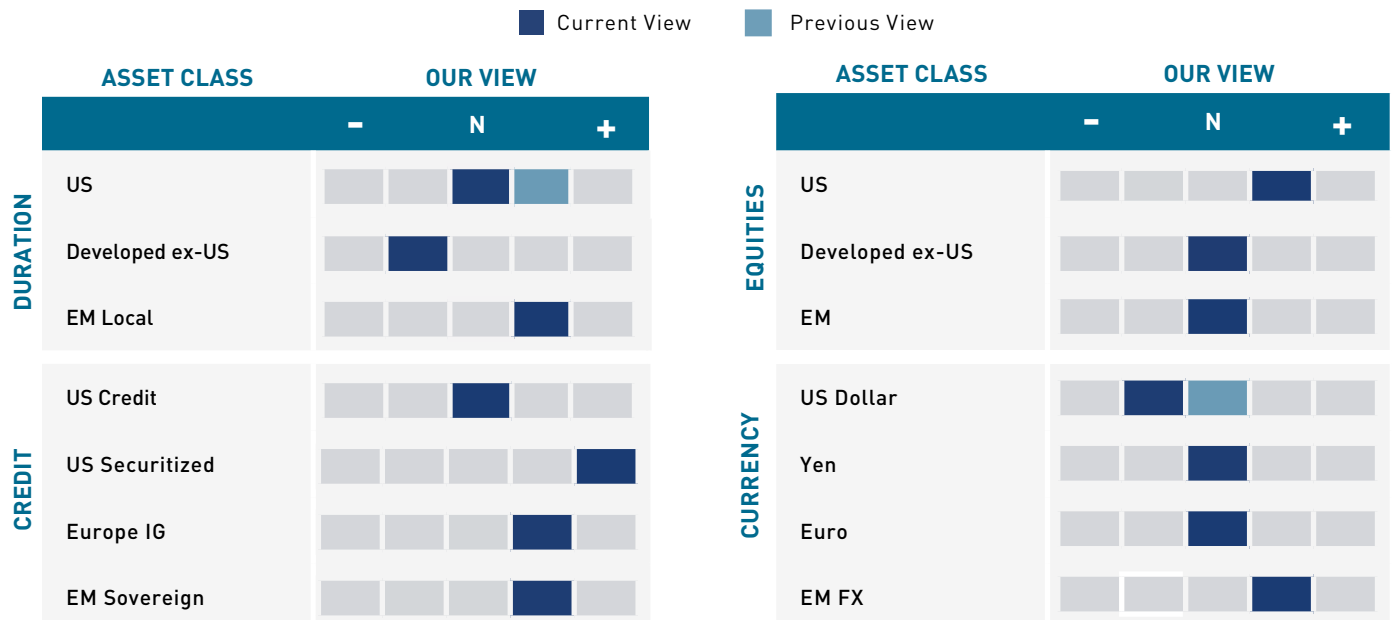 Current View
Previous View
ASSET CLASS
OUR VIEW
-
N
+
DURATION
US
Developed ex-US
EM Local
CREDIT
US Credit
US Securitized
Europe IG
EM Sovereign
ASSET CLASS
OUR VIEW
-
N
+
EQUITIES
US
Developed ex-US
EM
CURRENCY
US Dollar
Yen
Euro
EM FX